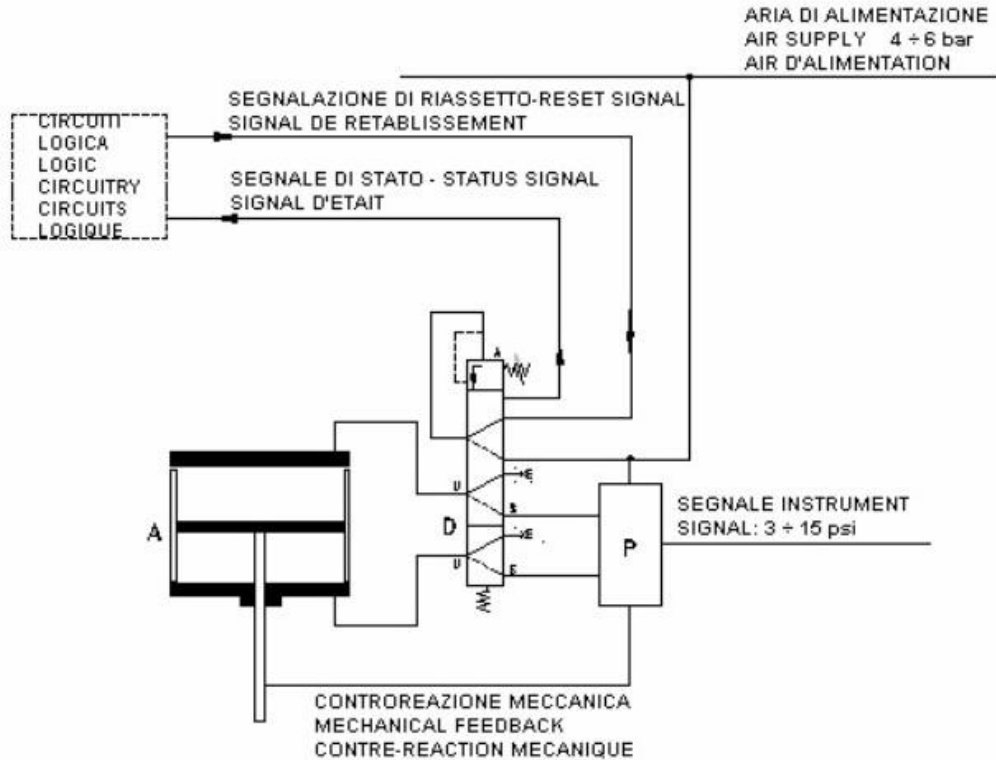 ARIA DI ALIMENTAZIONE
AIR SUPPLY 4 ÷ 6 bar
AIR D'ALIMENTATION
SEGNALAZIONE DI RIASSETTO-RESET SIGNAL
SIGNAL DE RETABLISSEMENT
CIRCUITI
LOGICA
LOGIC
CIRCUITRY
CIRCUITS
LOGIQUE
SEGNALE DI STATO - STATUS SIGNAL
SIGNAL D'ETAIT
A
E
U
S
A
D
E
U
S
P
SEGNALE INSTRUMENT
SIGNAL: 3 ÷ 15 psi
CONTROREAZIONE MECCANICA
MECHANICAL FEEDBACK
CONTRE-REACTION MECANIQUE